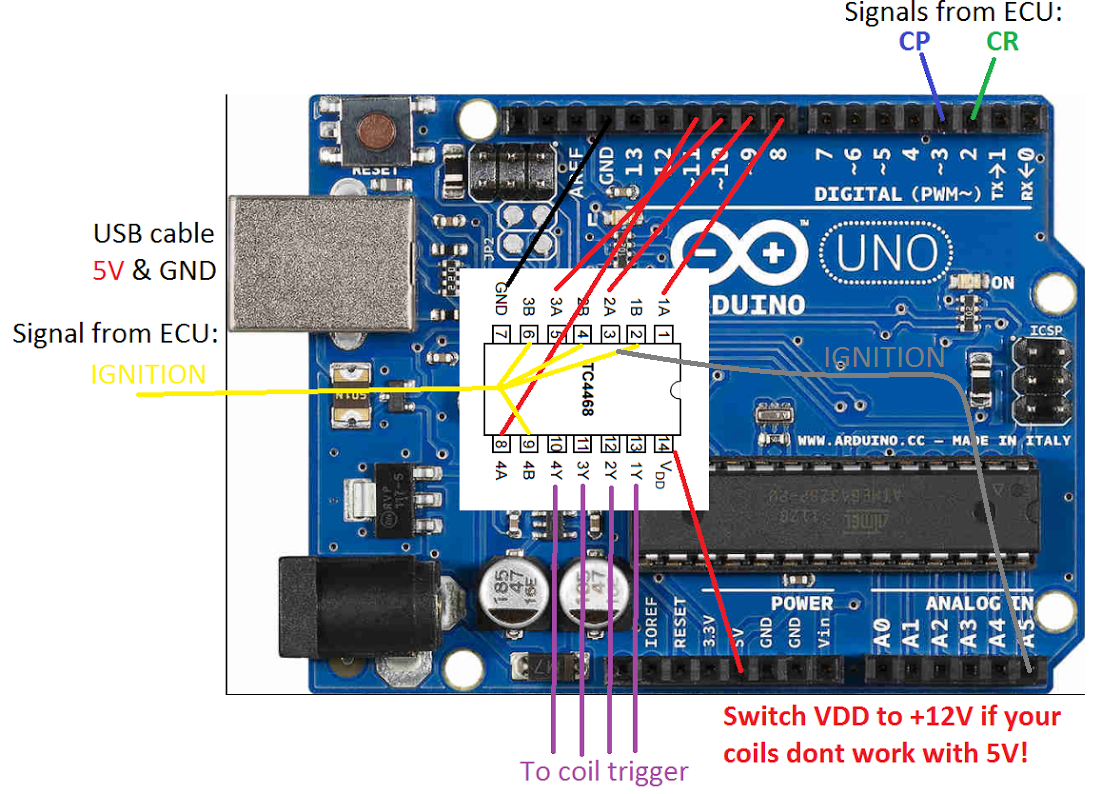 Signals from ECU:
CP
CR
RESET
AREF
GND
13
12
~11
~10
~9
8
7
~6
~5
4
~3
2
TX→1
RX←0
DIGITAL (PWM~)
USB cable
5V & GND
JP2
UNO
ARDUINO
ON
ICSP
Signal from ECU:
IGNITION
IGNITION
GND
3B
3A
2B
2A
1B
1A
7
6
5
4
3
2
1
TC4468
8
9
10
11
12
13
14
4A
4B
4Y
3Y
2Y
1Y
VDD
WWW.ARDUINO.CC – MADE IN ITALY
ATMEL
185
47
16E
IOREF
RESET
3.3V
5V
GND
GND
Vin
POWER
ANALOG IN
A0
A1
A2
A3
A4
A5
Switch VDD to +12V if your
coils dont work with 5V!
To coil trigger